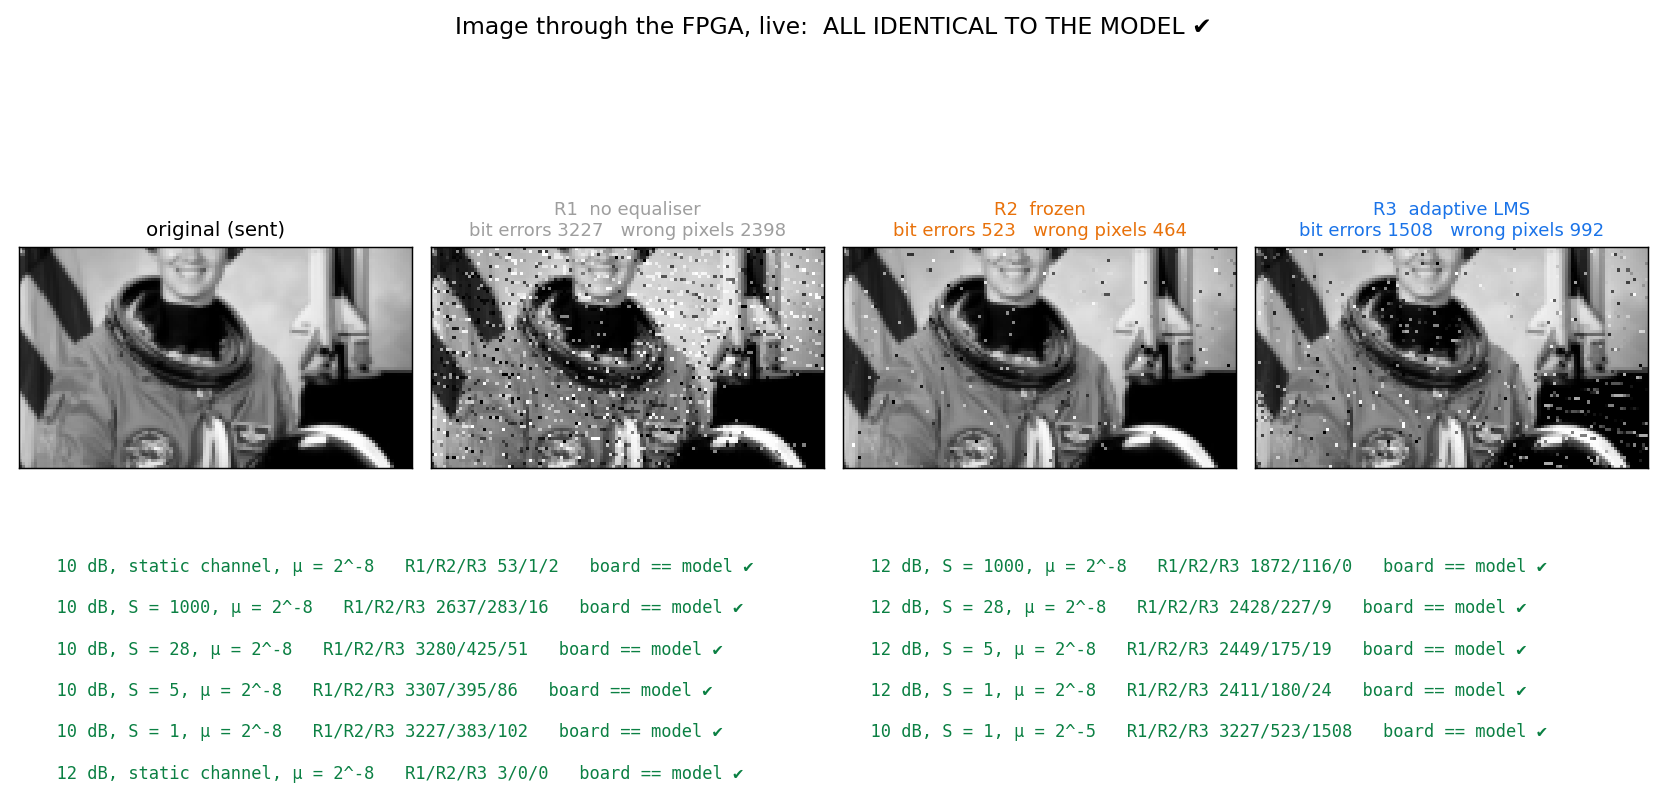 Image through the FPGA, live:  ALL IDENTICAL TO THE MODEL ✔
original (sent)
R1  no equaliser
bit errors 3227   wrong pixels 2398
R2  frozen
bit errors 523   wrong pixels 464
R3  adaptive LMS
bit errors 1508   wrong pixels 992
10 dB, static channel, μ = 2^-8   R1/R2/R3 53/1/2   board == model ✔
10 dB, S = 1000, μ = 2^-8   R1/R2/R3 2637/283/16   board == model ✔
10 dB, S = 28, μ = 2^-8   R1/R2/R3 3280/425/51   board == model ✔
10 dB, S = 5, μ = 2^-8   R1/R2/R3 3307/395/86   board == model ✔
10 dB, S = 1, μ = 2^-8   R1/R2/R3 3227/383/102   board == model ✔
12 dB, static channel, μ = 2^-8   R1/R2/R3 3/0/0   board == model ✔
12 dB, S = 1000, μ = 2^-8   R1/R2/R3 1872/116/0   board == model ✔
12 dB, S = 28, μ = 2^-8   R1/R2/R3 2428/227/9   board == model ✔
12 dB, S = 5, μ = 2^-8   R1/R2/R3 2449/175/19   board == model ✔
12 dB, S = 1, μ = 2^-8   R1/R2/R3 2411/180/24   board == model ✔
10 dB, S = 1, μ = 2^-5   R1/R2/R3 3227/523/1508   board == model ✔